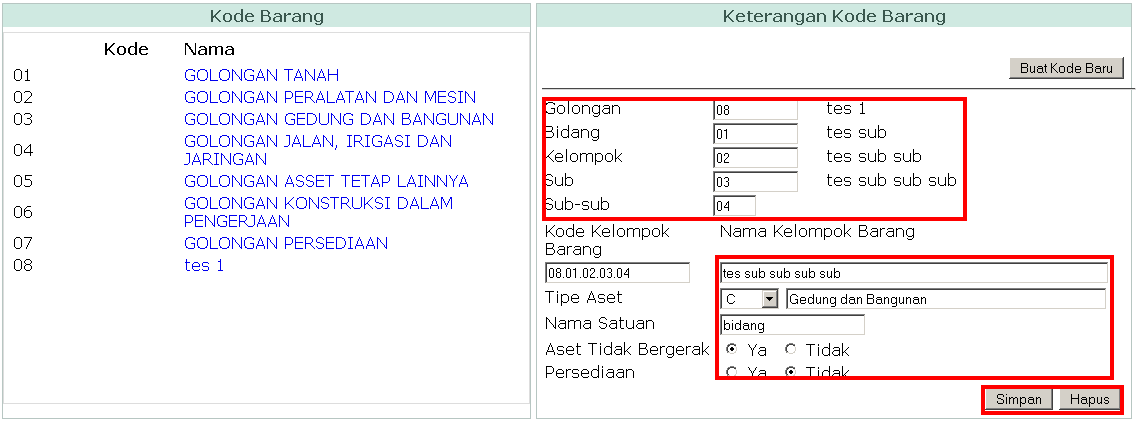 Kode Barang
Kode Nama
01 GOLONGAN TANAH
02 GOLONGAN PERALATAN DAN MESIN
03 GOLONGAN GEDUNG DAN BANGUNAN
04 GOLONGAN JALAN, IRIGASI DAN
JARINGAN
05 GOLONGAN ASSET TETAP LAINNYA
06 GOLONGAN KONSTRUKSI DALAM
PENGERJAAN
07 GOLONGAN PERSEDIAAN
08 tes 1
Keterangan Kode Barang
Buat Kode Baru
Golongan 08 tes 1
Bidang 01 tes sub
Kelompok 02 tes sub sub
Sub 03 tes sub sub sub
Sub-sub 04
Kode Kelompok Nama Kelompok Barang
Barang
08.01.02.03.04 tes sub sub sub sub
Tipe Aset C Gedung dan Bangunan
Nama Satuan bidang
Aset Tidak Bergerak Ya Tidak
Persediaan Ya Tidak
Simpan Hapus